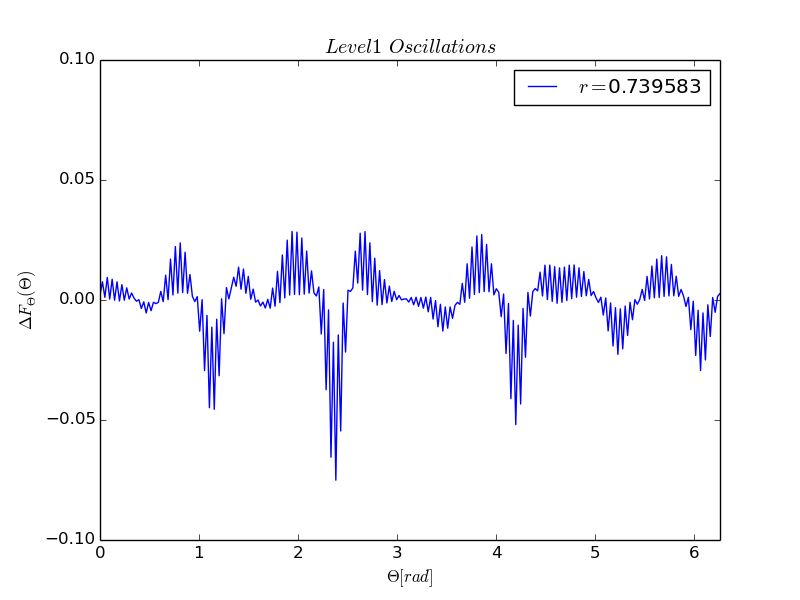 Level1 Oscillations
r=0.739583
0.10
0.05
0.00
−0.05
−0.10
ΔF_Θ(Θ)
0 1 2 3 4 5 6
Θ[rad]